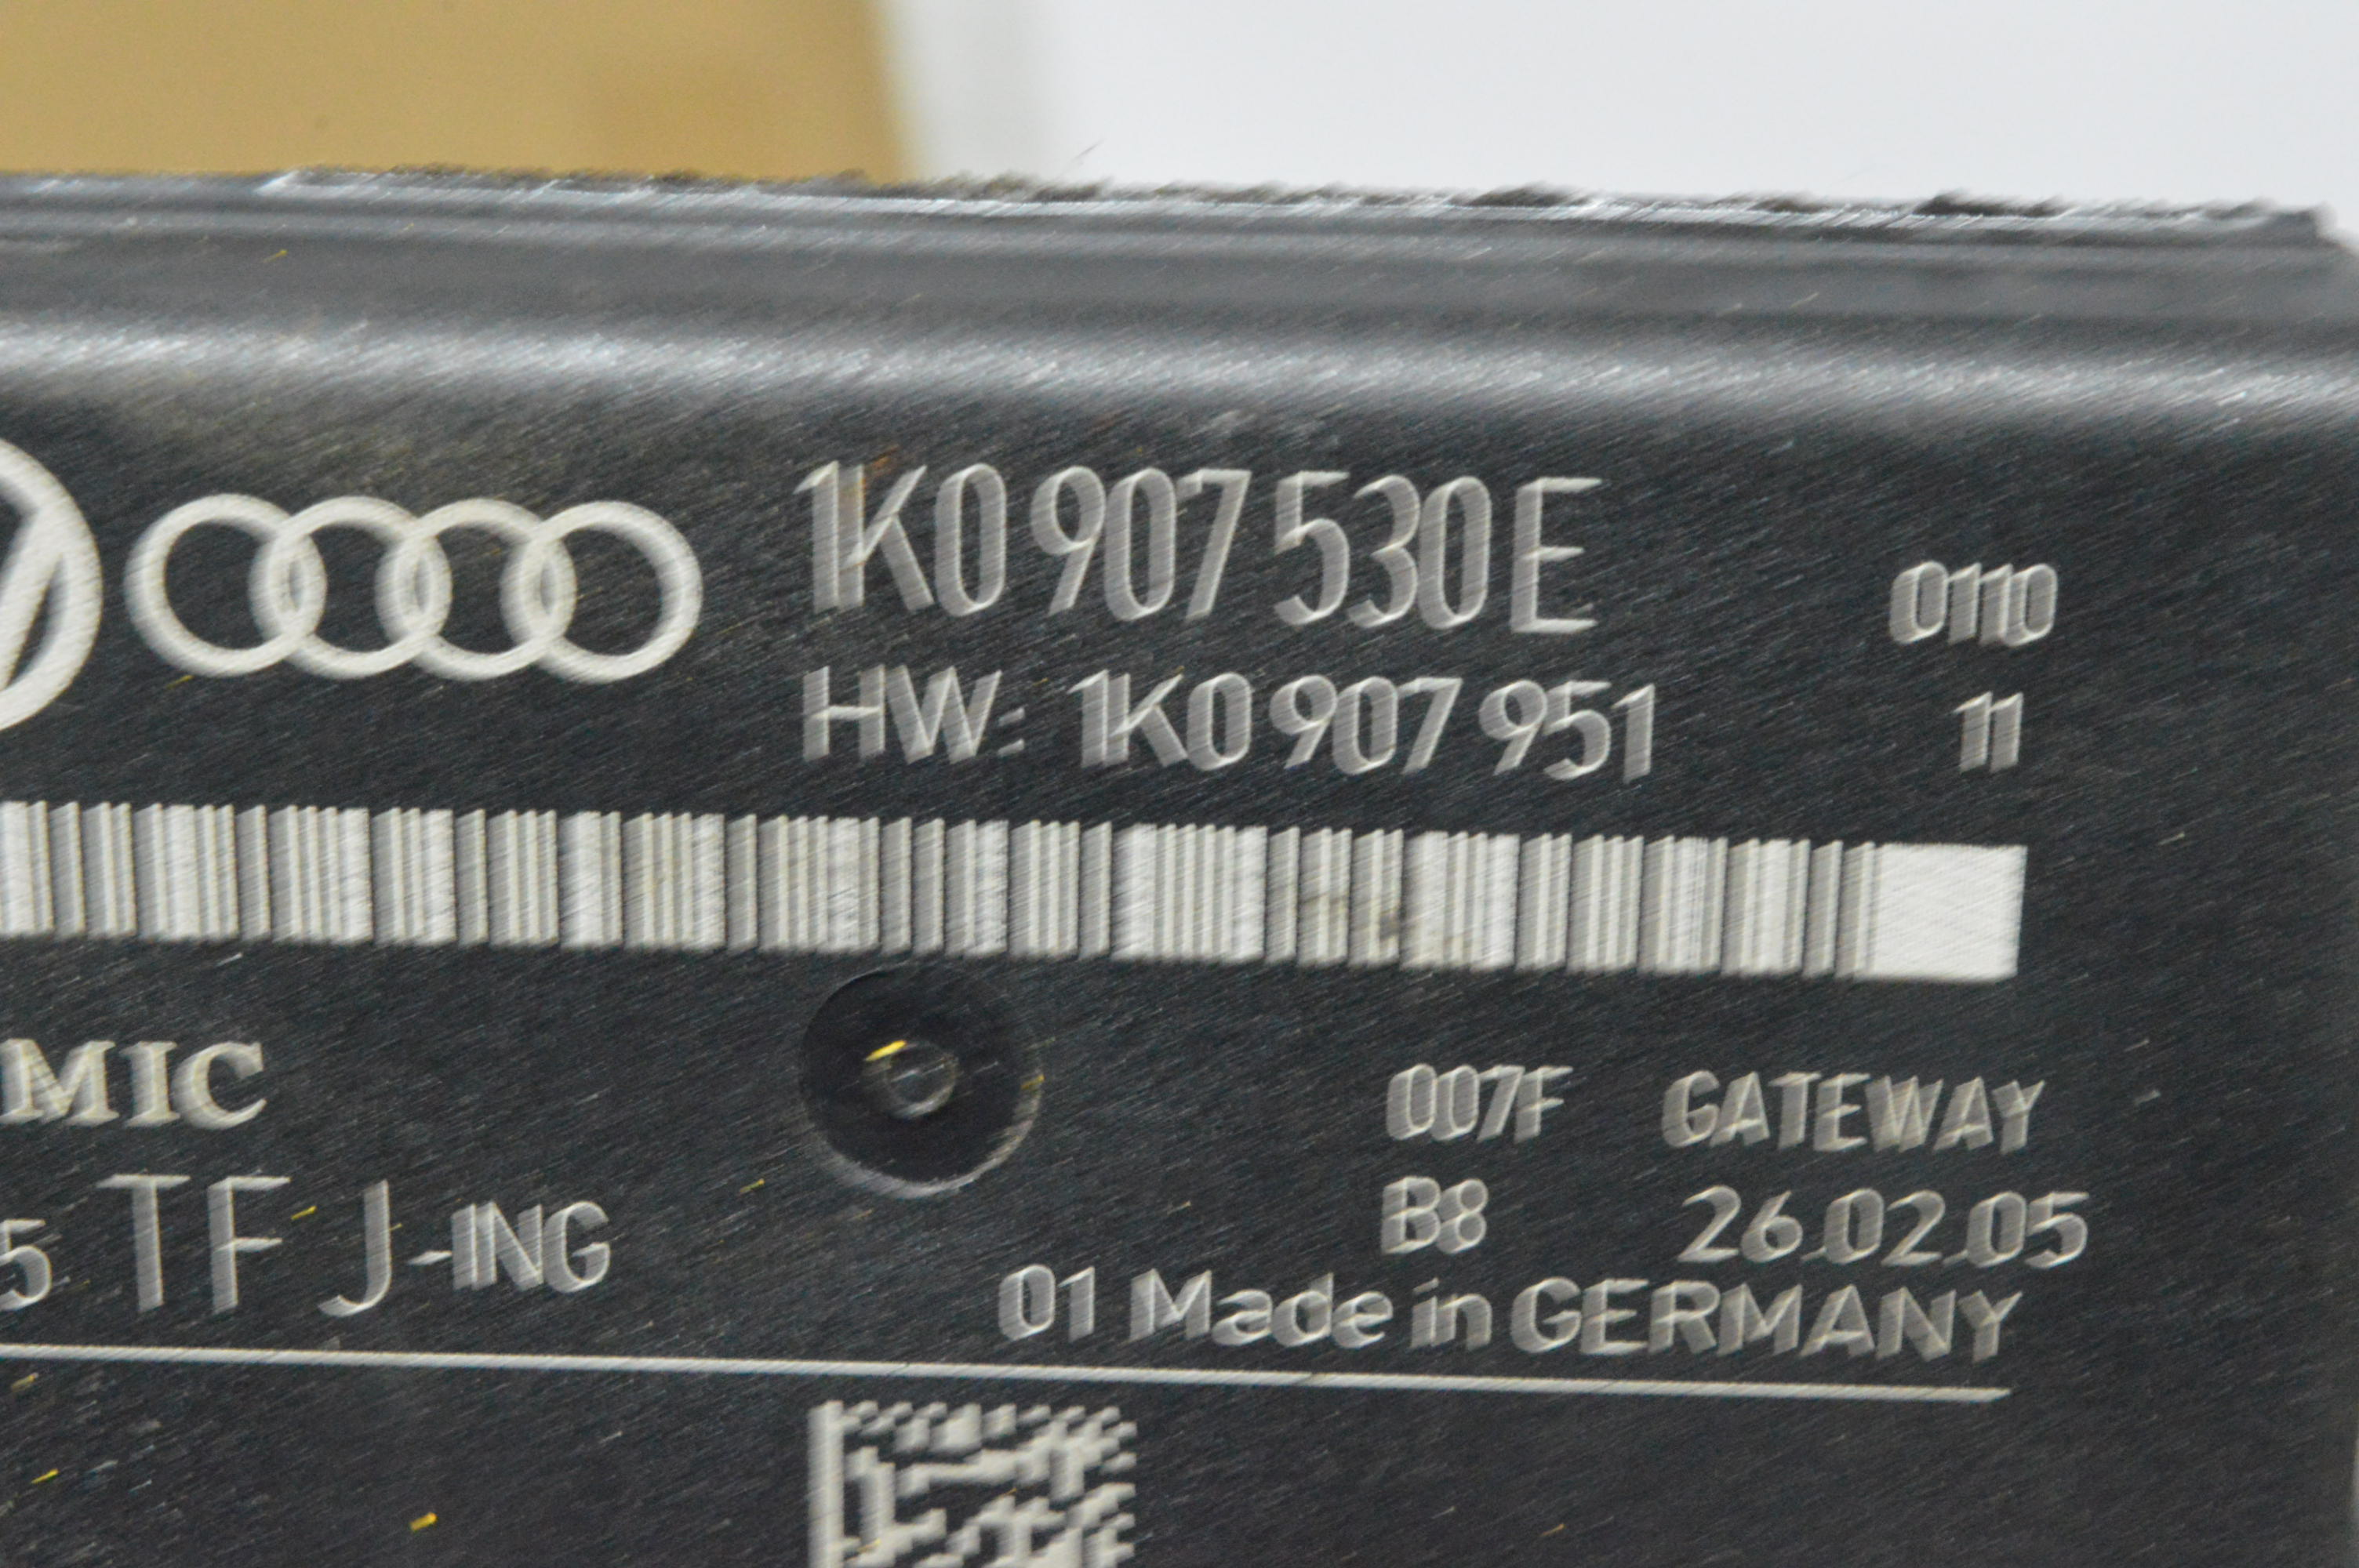 1K0 907 530 E 0110
HW: 1K0 907 951 11
MIC
007F GATEWAY
5 TF J-ING
B8 26.02.05
01 Made in GERMANY